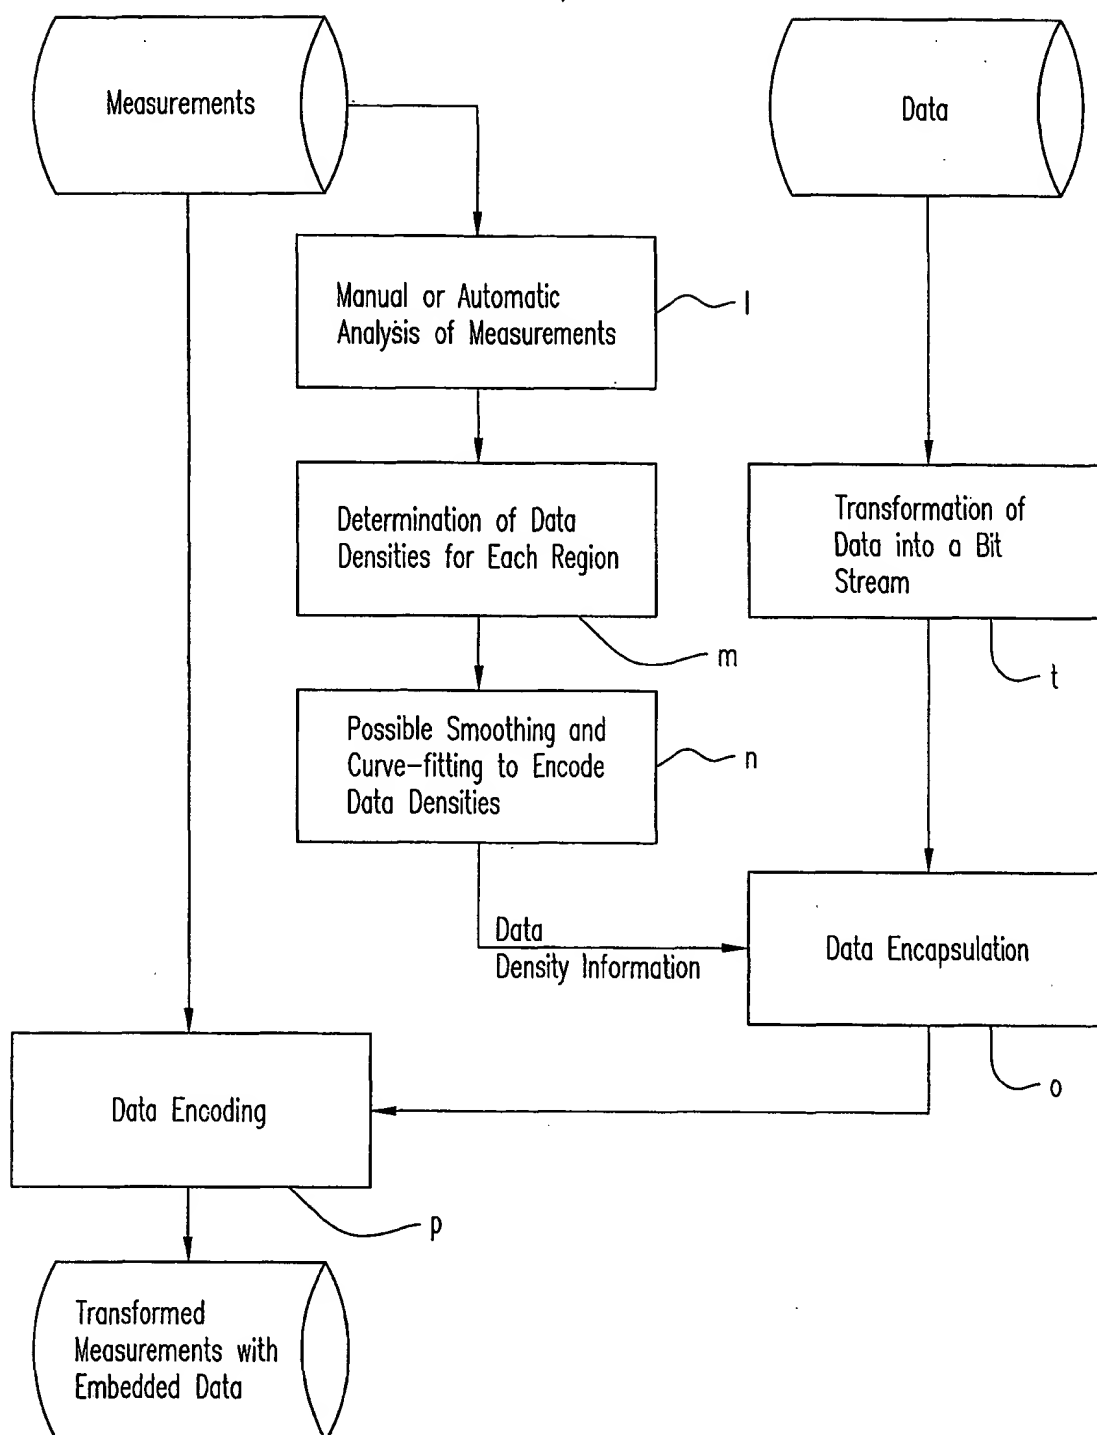 Measurements
Data
Manual or Automatic
Analysis of Measurements
l
Determination of Data
Densities for Each Region
m
Transformation of
Data into a Bit
Stream
t
Possible Smoothing and
Curve-fitting to Encode
Data Densities
n
Data
Density Information
Data Encapsulation
o
Data Encoding
p
Transformed
Measurements with
Embedded Data